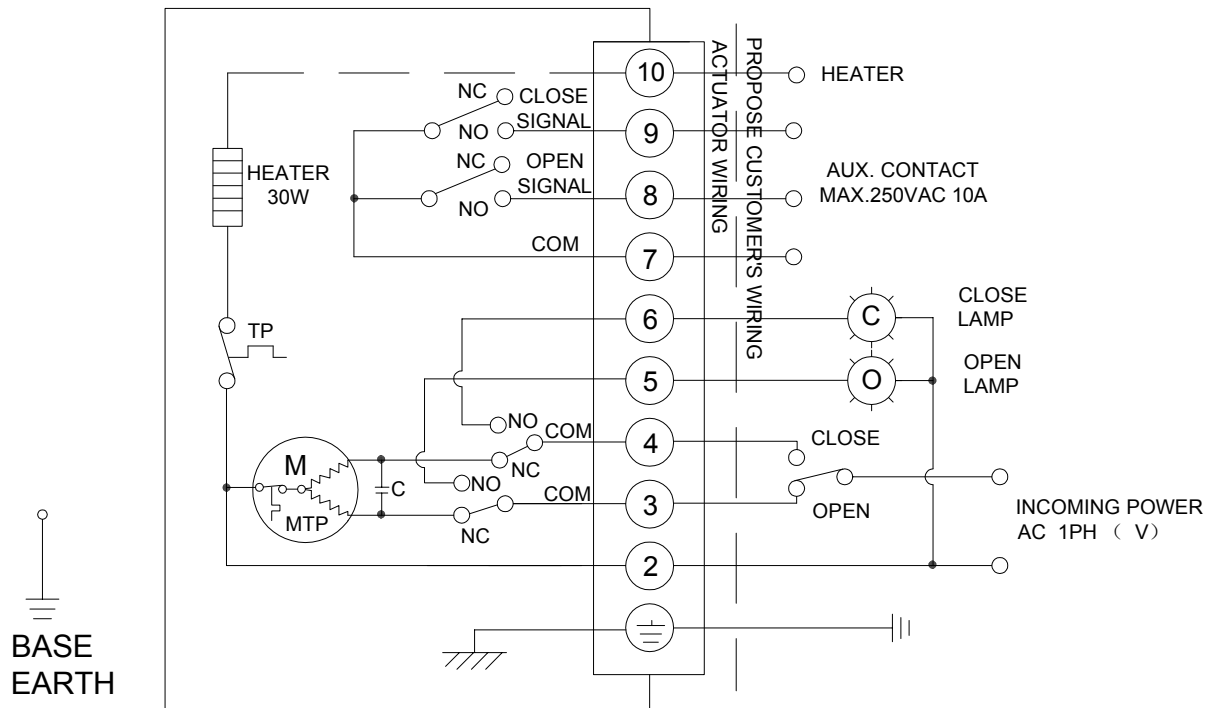 10
HEATER
NC
CLOSE
SIGNAL
NO
9
NC
OPEN
SIGNAL
NO
8
AUX. CONTACT
MAX.250VAC 10A
HEATER
30W
COM
7
ACTUATOR WIRING
PROPOSE CUSTOMER'S WIRING
6
C
CLOSE
LAMP
TP
5
O
OPEN
LAMP
NO
COM
4
CLOSE
NC
M
MTP
C
NO
COM
3
OPEN
NC
INCOMING POWER
AC 1PH （ V）
2
BASE
EARTH